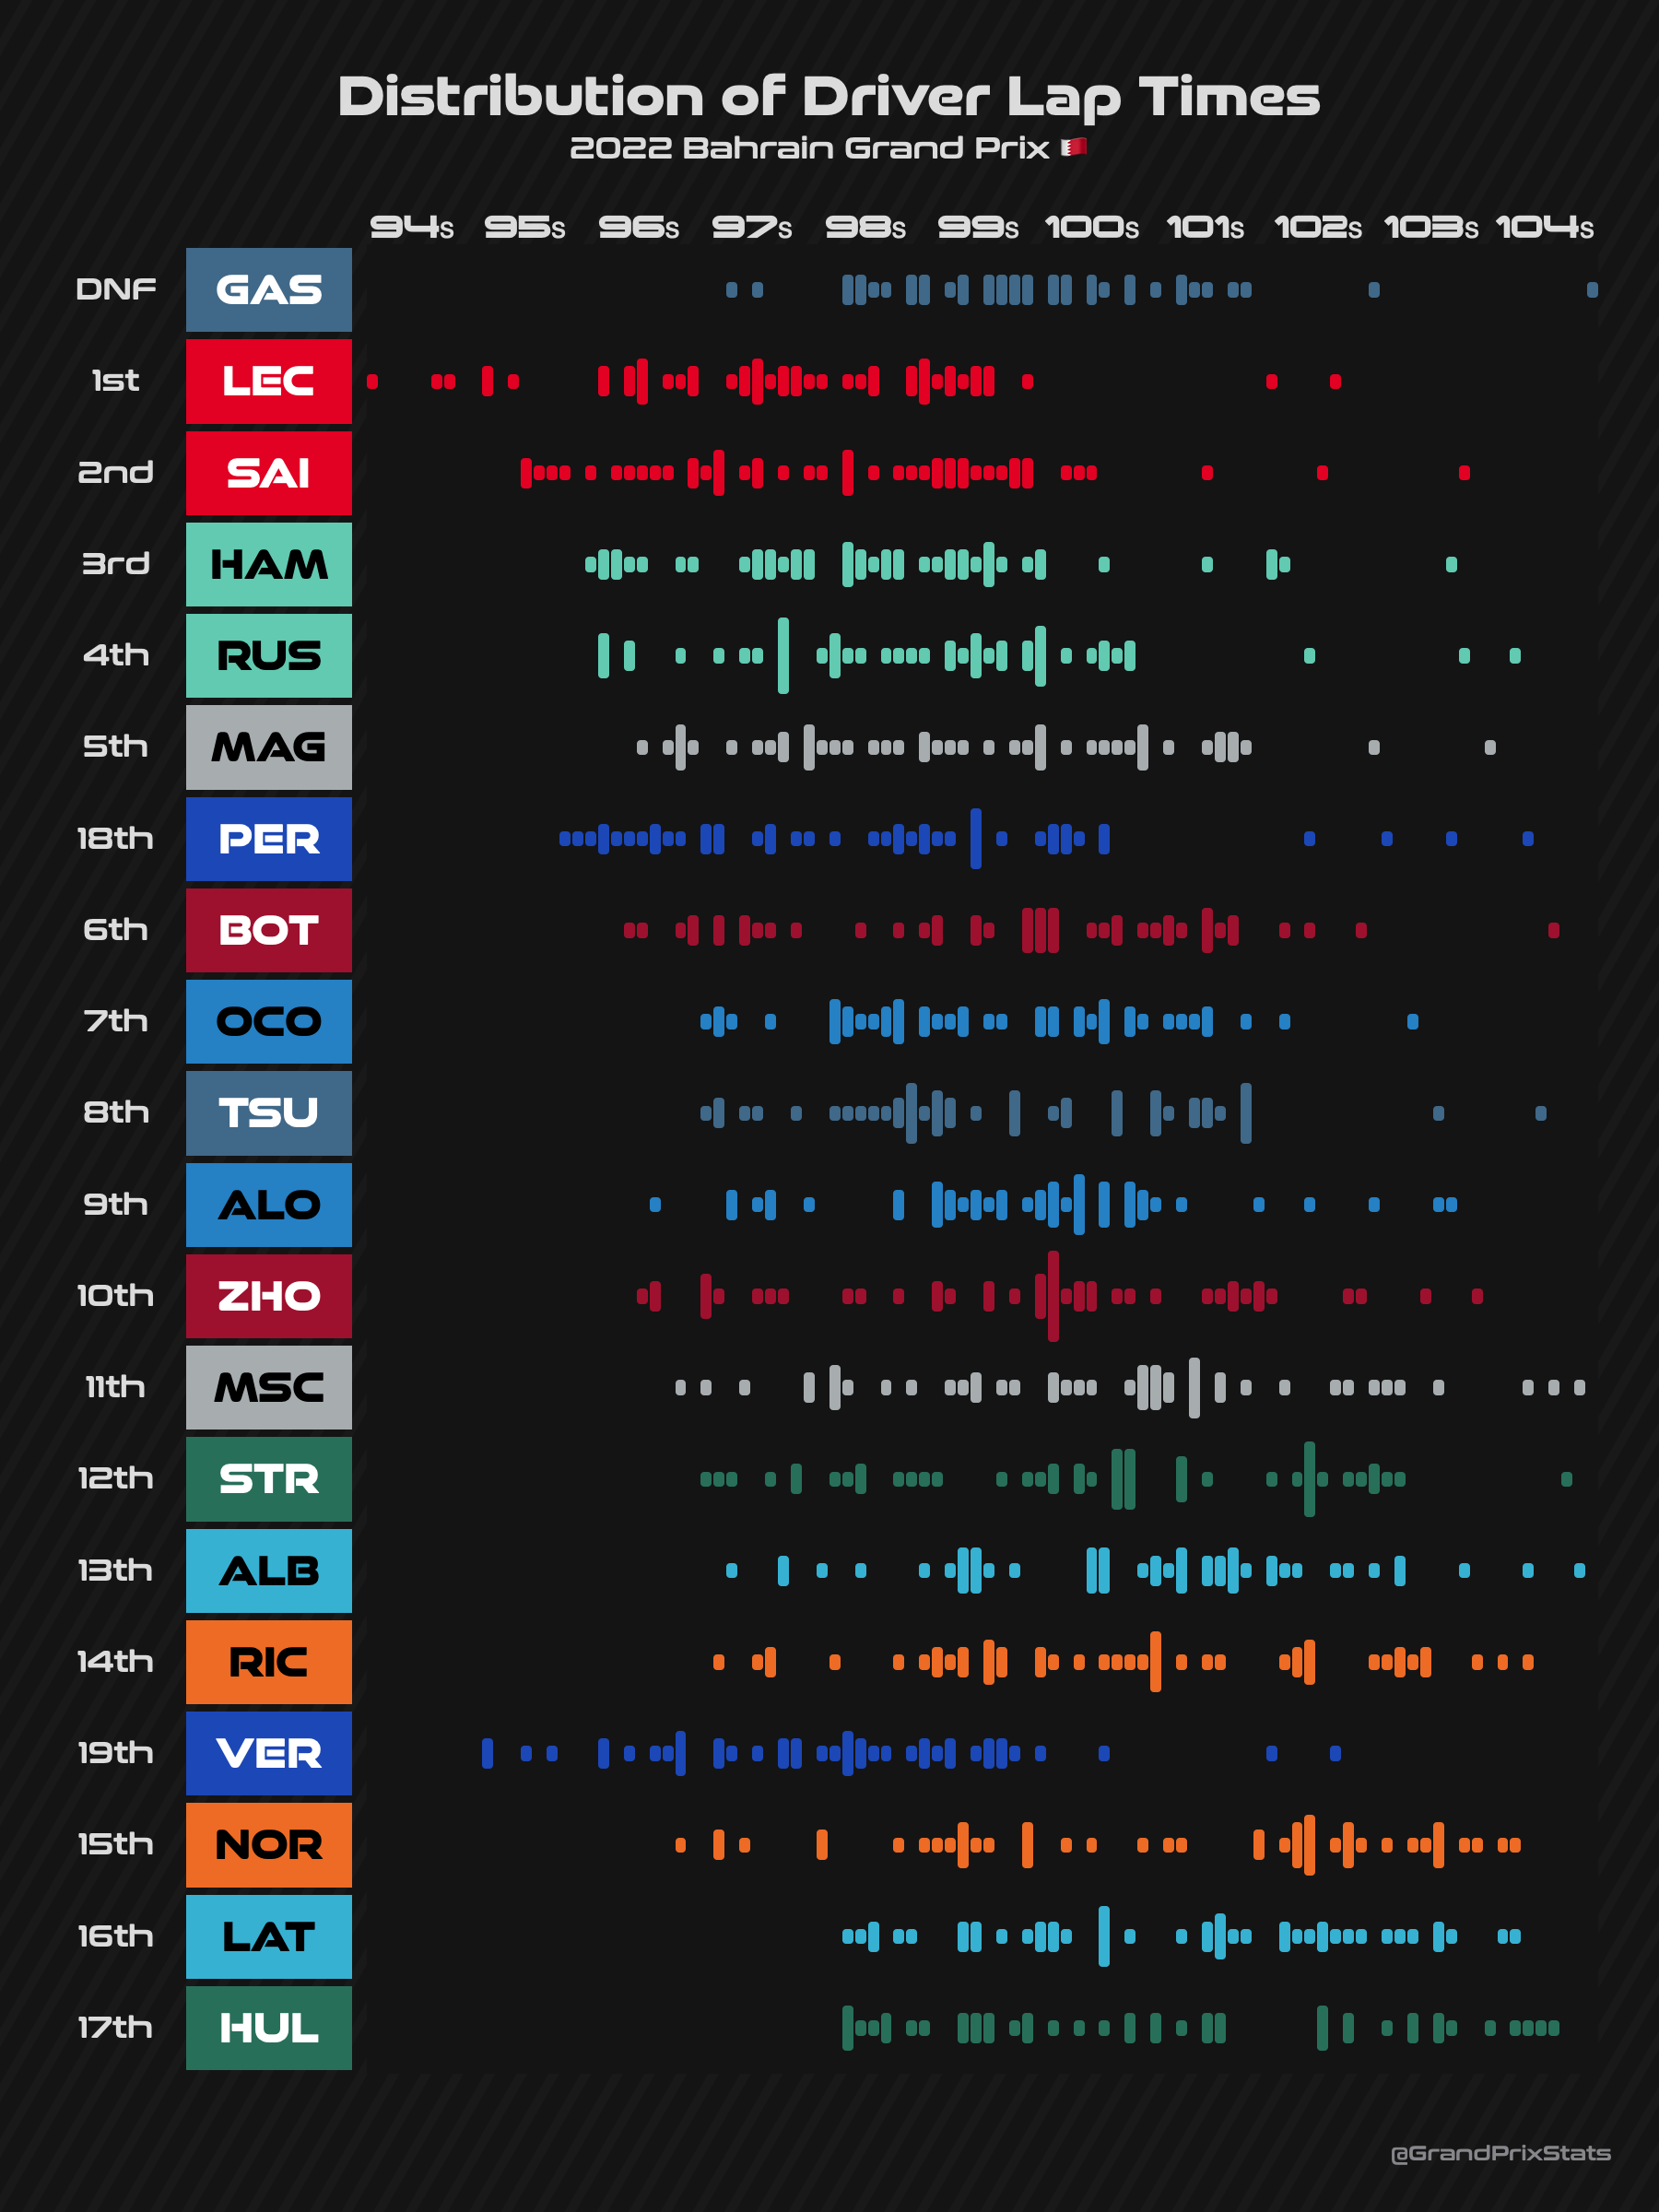 Distribution of Driver Lap Times
2022 Bahrain Grand Prix 🇧🇭
94s 95s 96s 97s 98s 99s 100s 101s 102s 103s 104s
DNF GAS
1st LEC
2nd SAI
3rd HAM
4th RUS
5th MAG
18th PER
6th BOT
7th OCO
8th TSU
9th ALO
10th ZHO
11th MSC
12th STR
13th ALB
14th RIC
19th VER
15th NOR
16th LAT
17th HUL
@GrandPrixStats